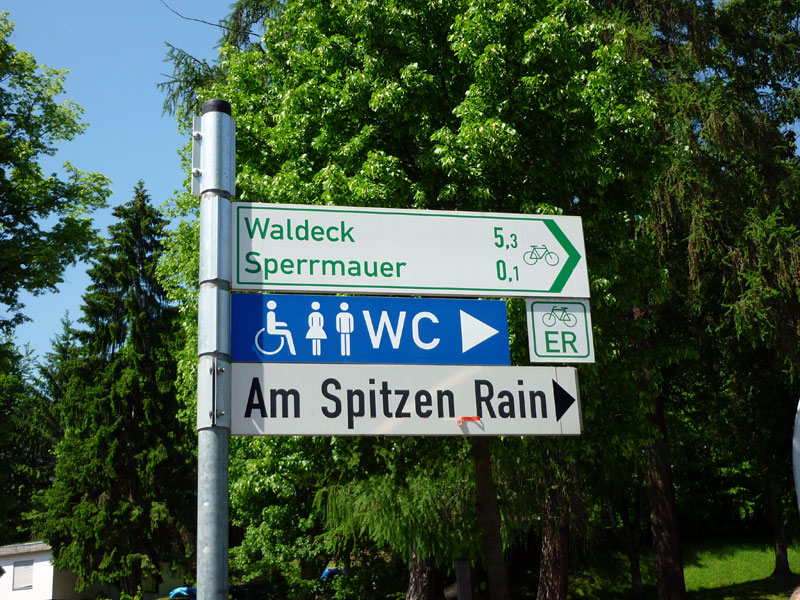 Waldeck 5,3
Sperrmauer 0,1
WC
ER
Am Spitzen Rain